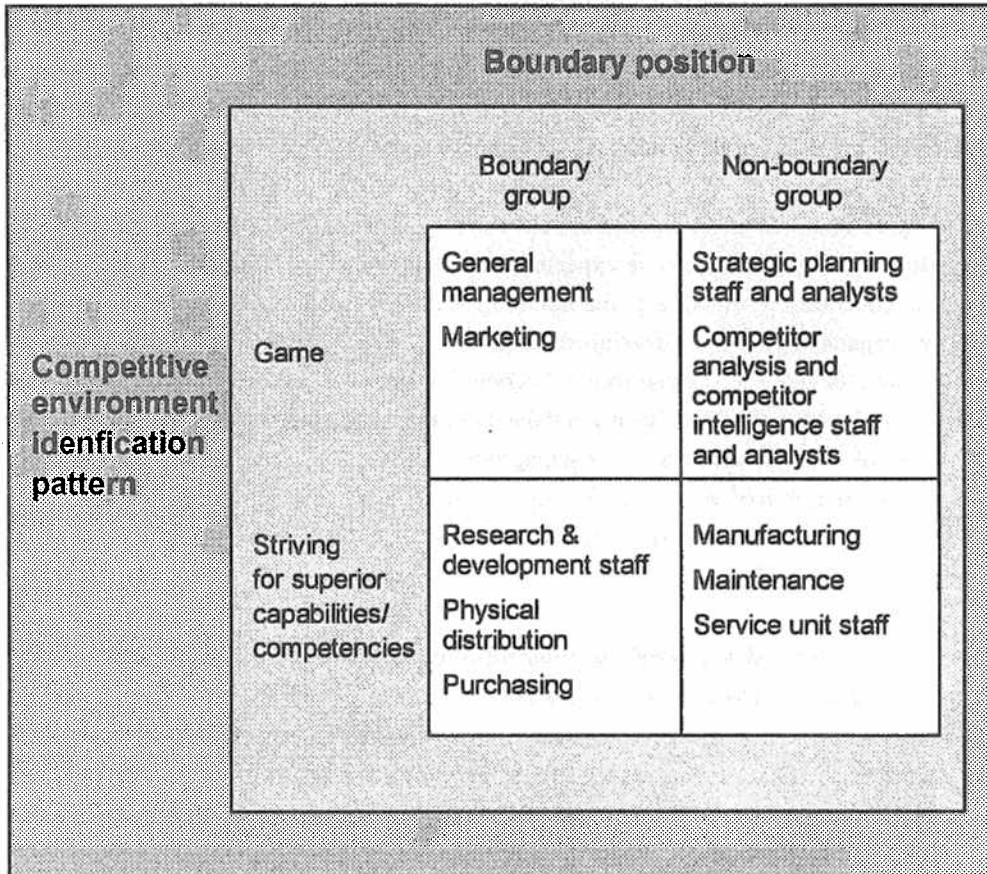 Boundary position
Boundary
group
Non-boundary
group
Competitive
environment
idenfication
pattern
Game
General
management
Marketing
Strategic planning
staff and analysts
Competitor
analysis and
competitor
intelligence staff
and analysts
Striving
for superior
capabilities/
competencies
Research &
development staff
Physical
distribution
Purchasing
Manufacturing
Maintenance
Service unit staff